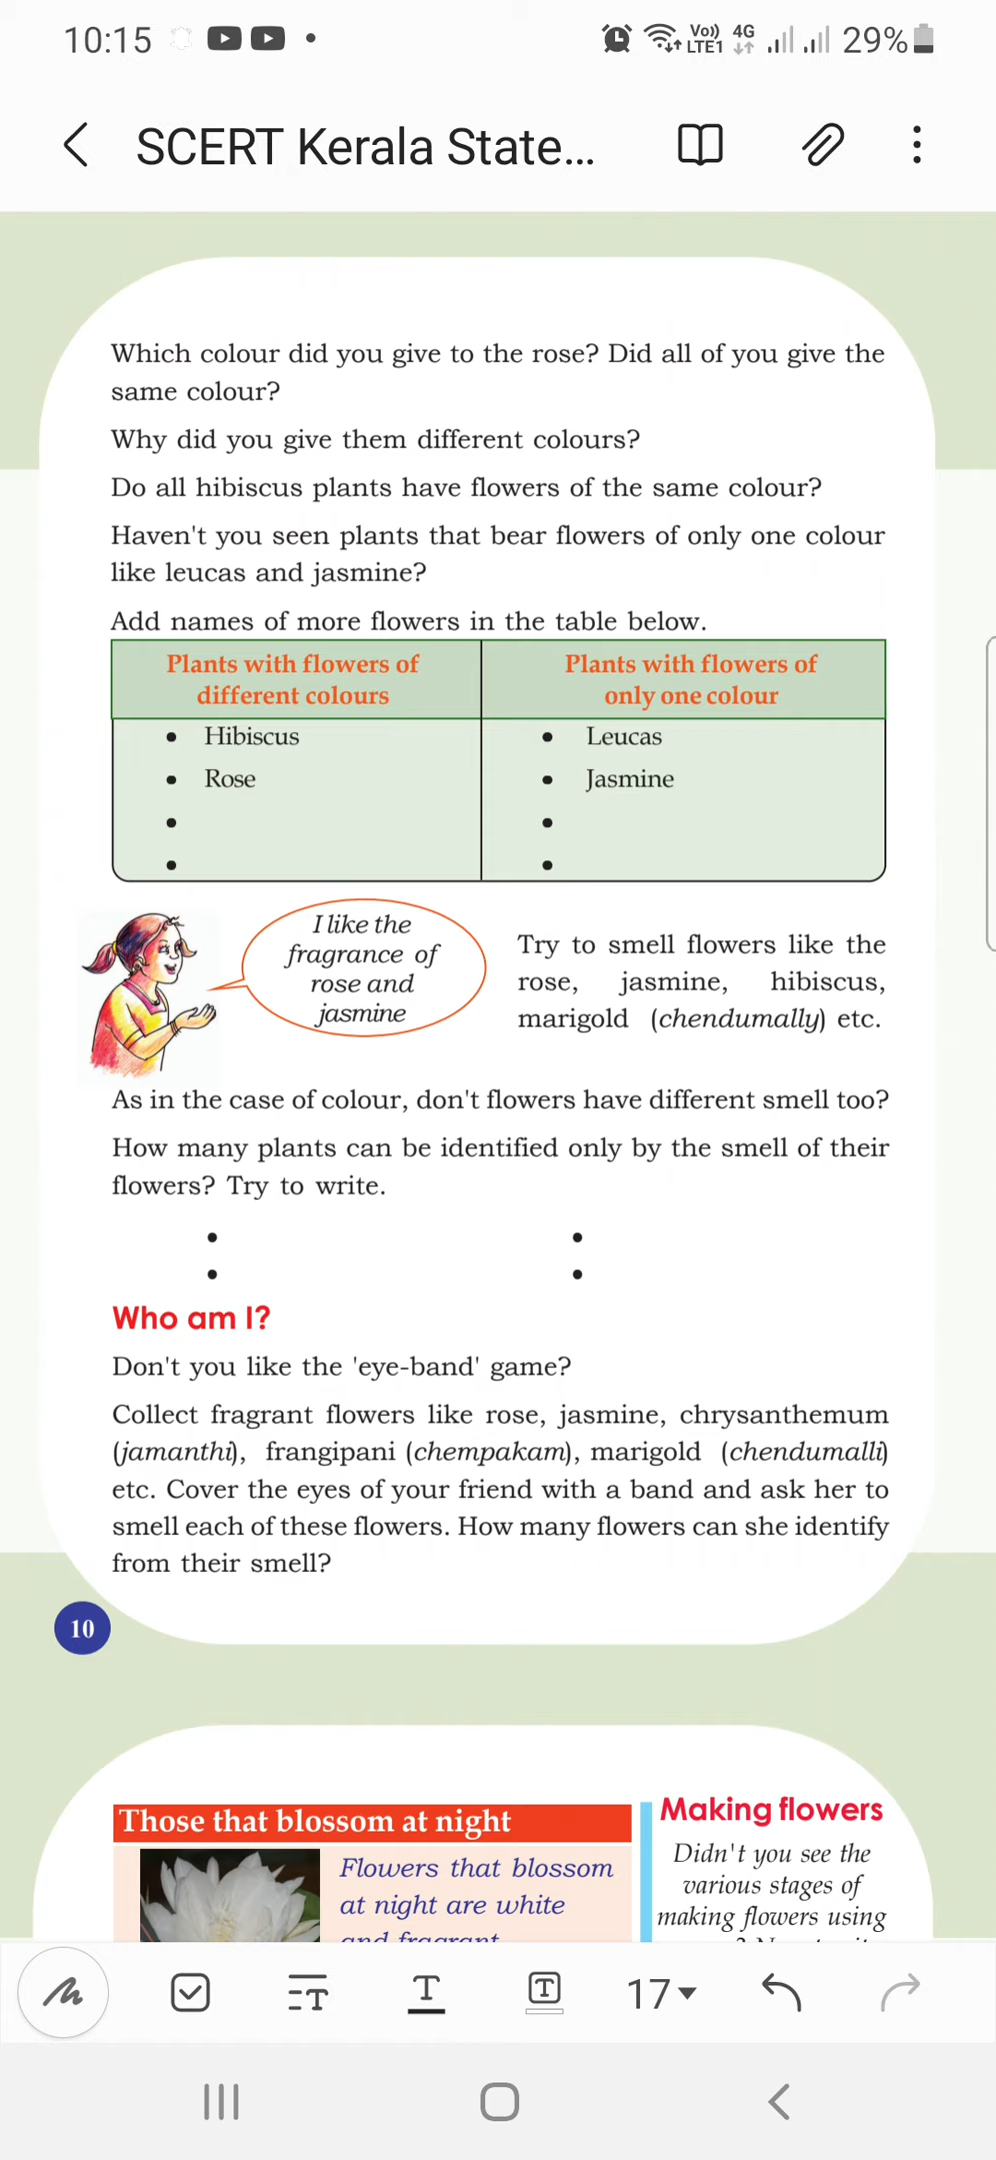 10:15
Vo)) 4G
LTE1
29%
SCERT Kerala State...
Which colour did you give to the rose? Did all of you give the
same colour?
Why did you give them different colours?
Do all hibiscus plants have flowers of the same colour?
Haven't you seen plants that bear flowers of only one colour
like leucas and jasmine?
Add names of more flowers in the table below.
Plants with flowers of
different colours
Plants with flowers of
only one colour
• Hibiscus
• Rose
•
•
• Leucas
• Jasmine
•
•
I like the
fragrance of
rose and
jasmine
Try to smell flowers like the
rose, jasmine, hibiscus,
marigold (chendumally) etc.
As in the case of colour, don't flowers have different smell too?
How many plants can be identified only by the smell of their
flowers? Try to write.
• •
• •
Who am I?
Don't you like the 'eye-band' game?
Collect fragrant flowers like rose, jasmine, chrysanthemum
(jamanthi), frangipani (chempakam), marigold (chendumalli)
etc. Cover the eyes of your friend with a band and ask her to
smell each of these flowers. How many flowers can she identify
from their smell?
10
Those that blossom at night
Flowers that blossom
at night are white
and fragrant
Making flowers
Didn't you see the
various stages of
making flowers using
T
T
T
17